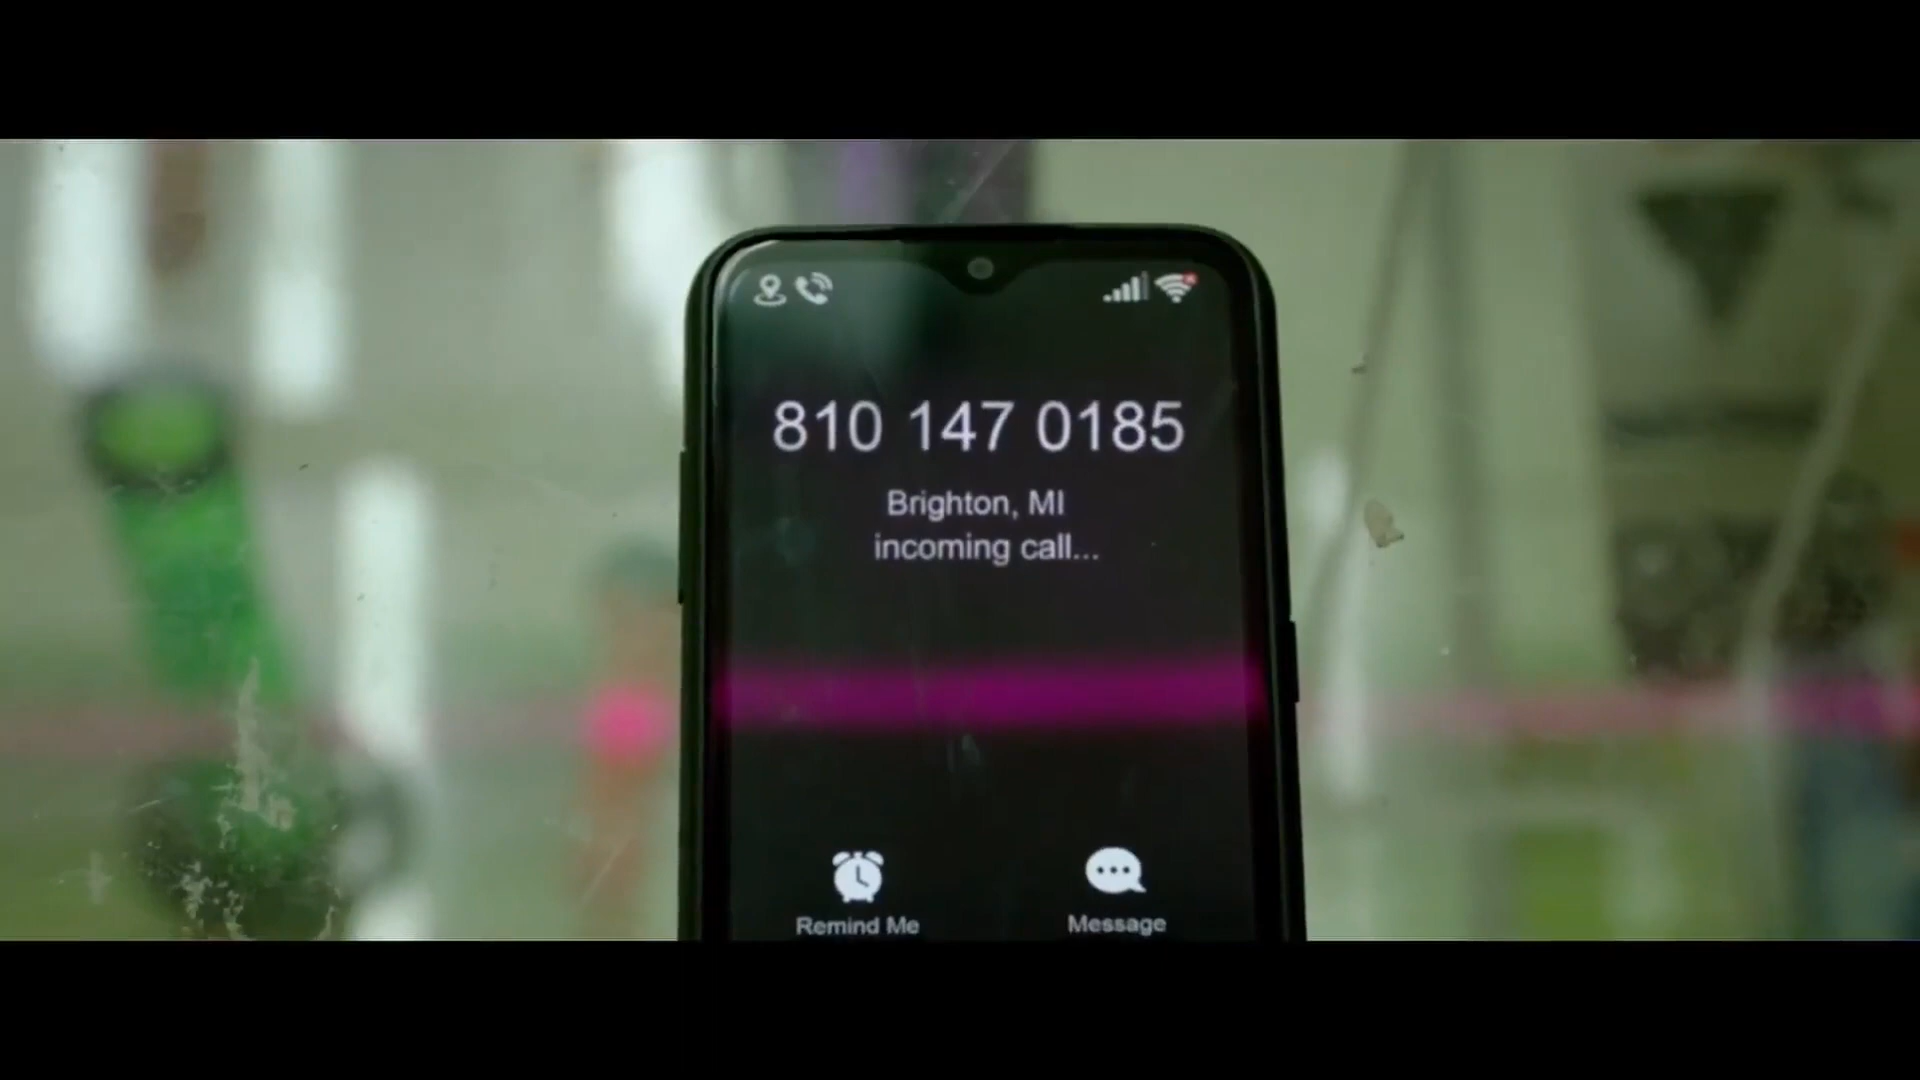 810 147 0185
Brighton, MI
incoming call...
Remind Me
Message